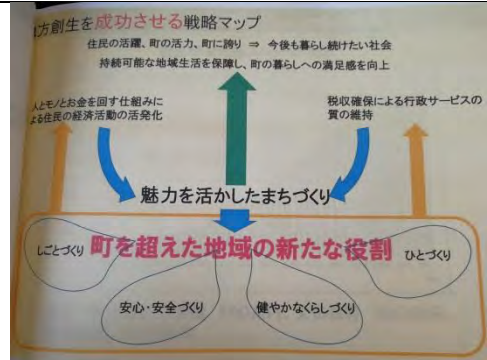 方創生を成功させる戦略マップ
住民の活躍、町の活力、町に誇り ⇒ 今後も暮らし続けたい社会
持続可能な地域生活を保障し、町の暮らしへの満足感を向上
人とモノとお金を回す仕組みに
よる住民の経済活動の活発化
税収確保による行政サービスの
質の維持
魅力を活かしたまちづくり
しごとづくり
町を超えた地域の新たな役割
ひとづくり
安心・安全づくり
健やかなくらしづくり